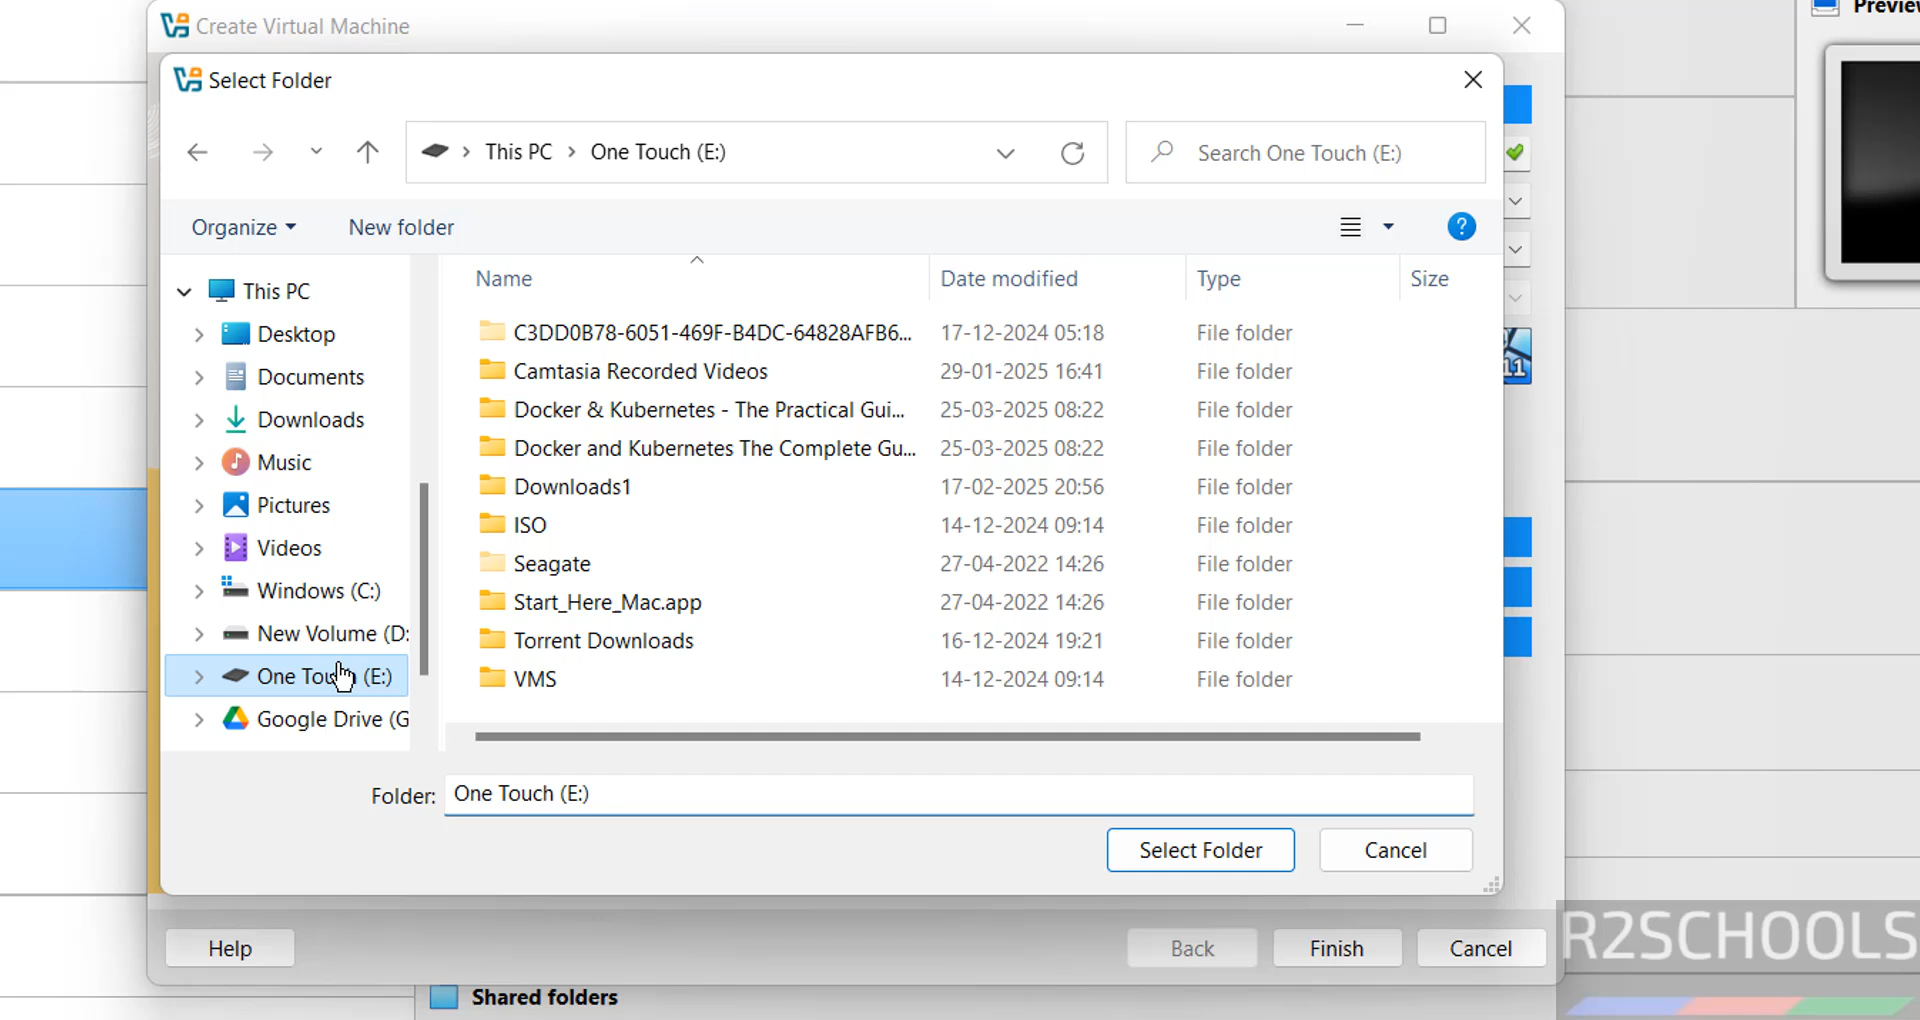 Create Virtual Machine
Preview
Select Folder
This PC > One Touch (E:)
Search One Touch (E:)
Organize New folder
?
Name Date modified Type Size
This PC
Desktop
Documents
Downloads
Music
Pictures
Videos
Windows (C:)
New Volume (D:
One Touch (E:)
Google Drive (G
C3DD0B78-6051-469F-B4DC-64828AFB6... 17-12-2024 05:18 File folder
Camtasia Recorded Videos 29-01-2025 16:41 File folder
Docker & Kubernetes - The Practical Gui... 25-03-2025 08:22 File folder
Docker and Kubernetes The Complete Gu... 25-03-2025 08:22 File folder
Downloads1 17-02-2025 20:56 File folder
ISO 14-12-2024 09:14 File folder
Seagate 27-04-2022 14:26 File folder
Start_Here_Mac.app 27-04-2022 14:26 File folder
Torrent Downloads 16-12-2024 19:21 File folder
VMS 14-12-2024 09:14 File folder
11
Folder: One Touch (E:)
Select Folder Cancel
Help Back Finish Cancel
R2SCHOOLS
Shared folders